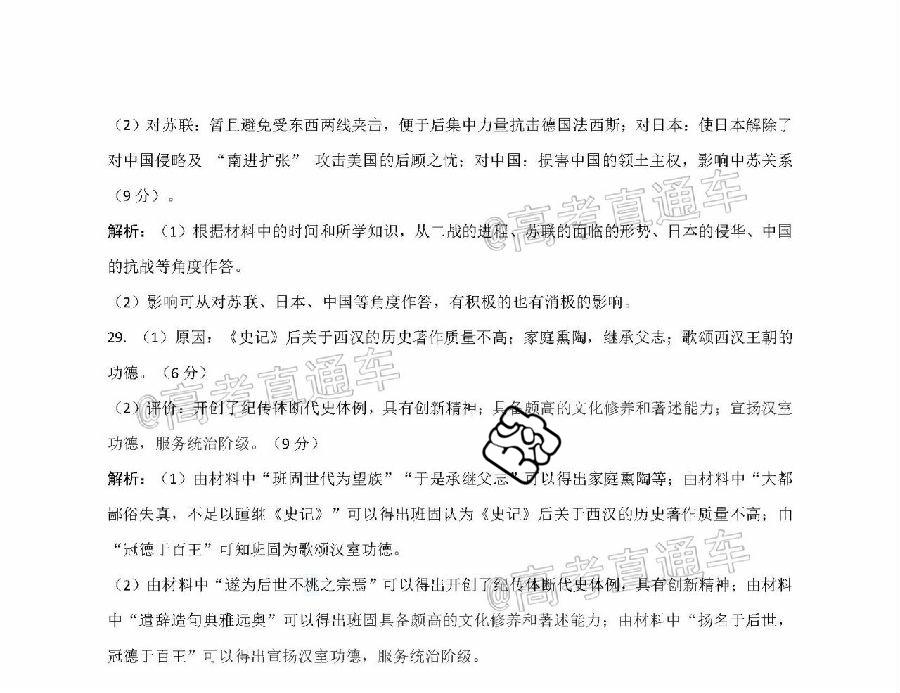 （2）对苏联：暂且避免受东西两线夹击，便于后集中力量抗击德国法西斯；对日本：使日本解除了
对中国侵略及 “南进扩张” 攻击美国的后顾之忧；对中国：损害中国的领土主权，影响中苏关系
（9 分）。
@高考直通车
解析：（1）根据材料中的时间和所学知识，从二战的进程、苏联的面临的形势、日本的侵华、中国
的抗战等角度作答。
（2）影响可从对苏联、日本、中国等角度作答，有积极的也有消极的影响。
29. （1）原因：《史记》后关于西汉的历史著作质量不高；家庭熏陶，继承父志；歌颂西汉王朝的
功德。（6 分）
@高考直通车
（2）评价：开创了纪传体断代史体例，具有创新精神；具备颇高的文化修养和著述能力；宣扬汉室
功德，服务统治阶级。（9 分）
解析：（1）由材料中“班固世代为望族”“于是承继父志”可以得出家庭熏陶等；由材料中“大都
鄙俗失真，不足以踵继《史记》”可以得出班固认为《史记》后关于西汉的历史著作质量不高；由
“冠德于百王”可知班固为歌颂汉室功德。
@高考直通车
（2）由材料中“遂为后世不祧之宗焉”可以得出开创了纪传体断代史体例，具有创新精神；由材料
中“遣辞造句典雅远奥”可以得出班固具备颇高的文化修养和著述能力；由材料中“扬名于后世，
冠德于百王”可以得出宣扬汉室功德，服务统治阶级。